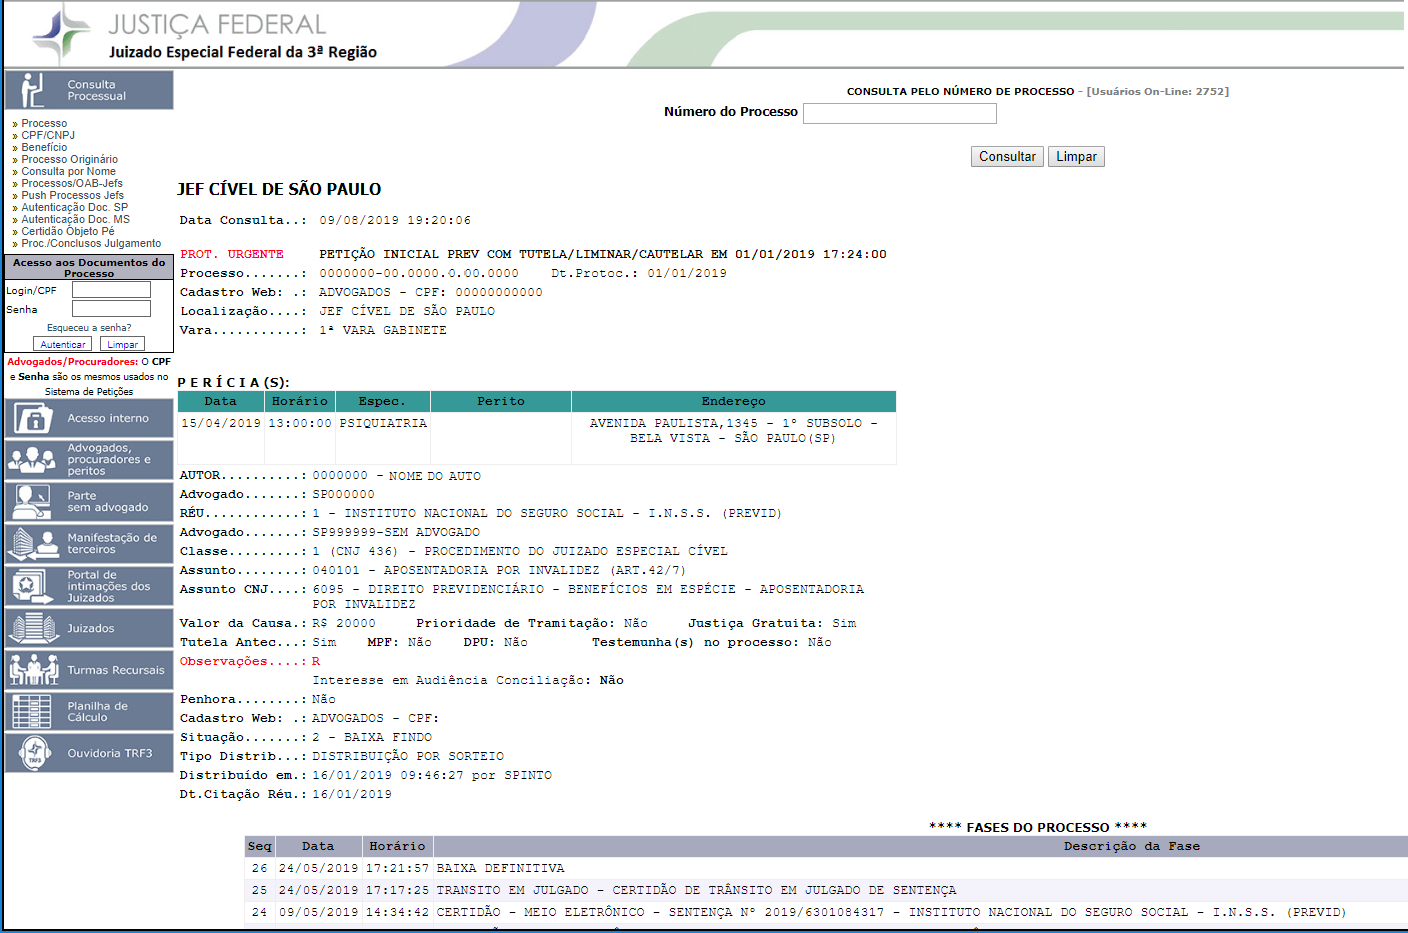 JUSTIÇA FEDERAL
Juizado Especial Federal da 3ª Região
Consulta
Processual
» Processo
» CPF/CNPJ
» Benefício
» Processo Originário
» Consulta por Nome
» Processos/OAB-Jefs
» Push Processos Jefs
» Autenticação Doc. SP
» Autenticação Doc. MS
» Certidão Objeto Pé
» Proc./Conclusos Julgamento
Acesso aos Documentos do
Processo
Login/CPF
Senha
Esqueceu a senha?
Autenticar Limpar
Advogados/Procuradores: O CPF
e Senha são os mesmos usados no
Sistema de Petições
Acesso interno
Advogados,
procuradores e
peritos
Parte
sem advogado
Manifestação de
terceiros
Portal de
intimações dos
Juizados
Juizados
Turmas Recursais
Planilha de
Cálculo
TRF3
Ouvidoria TRF3
CONSULTA PELO NÚMERO DE PROCESSO - [Usuários On-Line: 2752]
Número do Processo
Consultar Limpar
JEF CÍVEL DE SÃO PAULO
Data Consulta..: 09/08/2019 19:20:06
PROT. URGENTE PETIÇÃO INICIAL PREV COM TUTELA/LIMINAR/CAUTELAR EM 01/01/2019 17:24:00
Processo.......: 0000000-00.0000.0.00.0000 Dt.Protoc.: 01/01/2019
Cadastro Web: .: ADVOGADOS - CPF: 00000000000
Localização....: JEF CÍVEL DE SÃO PAULO
Vara...........: 1ª VARA GABINETE
P E R Í C I A (S):
Data Horário Espec. Perito Endereço
15/04/2019 13:00:00 PSIQUIATRIA AVENIDA PAULISTA,1345 - 1º SUBSOLO -
BELA VISTA - SÃO PAULO(SP)
AUTOR..........: 0000000 - NOME DO AUTO
Advogado.......: SP000000
RÉU............: 1 - INSTITUTO NACIONAL DO SEGURO SOCIAL - I.N.S.S. (PREVID)
Advogado.......: SP999999-SEM ADVOGADO
Classe.........: 1 (CNJ 436) - PROCEDIMENTO DO JUIZADO ESPECIAL CÍVEL
Assunto........: 040101 - APOSENTADORIA POR INVALIDEZ (ART.42/7)
Assunto CNJ....: 6095 - DIREITO PREVIDENCIÁRIO - BENEFÍCIOS EM ESPÉCIE - APOSENTADORIA
POR INVALIDEZ
Valor da Causa.: R$ 20000 Prioridade de Tramitação: Não Justiça Gratuita: Sim
Tutela Antec...: Sim MPF: Não DPU: Não Testemunha(s) no processo: Não
Observações....: R
Interesse em Audiência Conciliação: Não
Penhora........: Não
Cadastro Web: .: ADVOGADOS - CPF:
Situação.......: 2 - BAIXA FINDO
Tipo Distrib...: DISTRIBUIÇÃO POR SORTEIO
Distribuído em.: 16/01/2019 09:46:27 por SPINTO
Dt.Citação Réu.: 16/01/2019
**** FASES DO PROCESSO ****
Seq Data Horário Descrição da Fase
26 24/05/2019 17:21:57 BAIXA DEFINITIVA
25 24/05/2019 17:17:25 TRANSITO EM JULGADO - CERTIDÃO DE TRÂNSITO EM JULGADO DE SENTENÇA
24 09/05/2019 14:34:42 CERTIDÃO - MEIO ELETRÔNICO - SENTENÇA Nº 2019/6301084317 - INSTITUTO NACIONAL DO SEGURO SOCIAL - I.N.S.S. (PREVID)